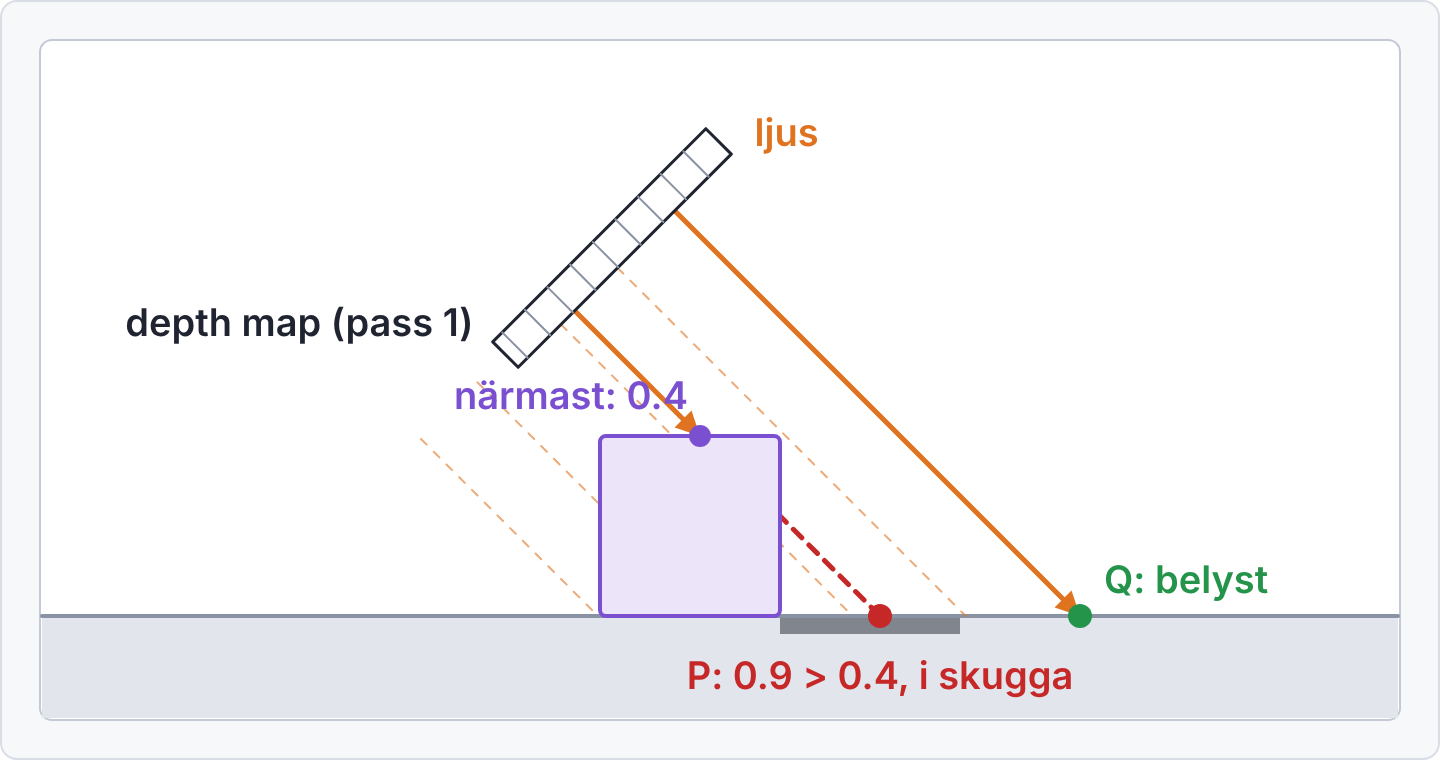 ljus
depth map (pass 1)
närmast: 0.4
Q: belyst
P: 0.9 > 0.4, i skugga